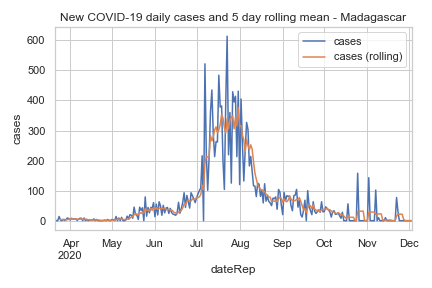 New COVID-19 daily cases and 5 day rolling mean - Madagascar
cases
cases (rolling)
600
500
400
300
200
100
0
cases
Apr May Jun Jul Aug Sep Oct Nov Dec
2020
dateRep